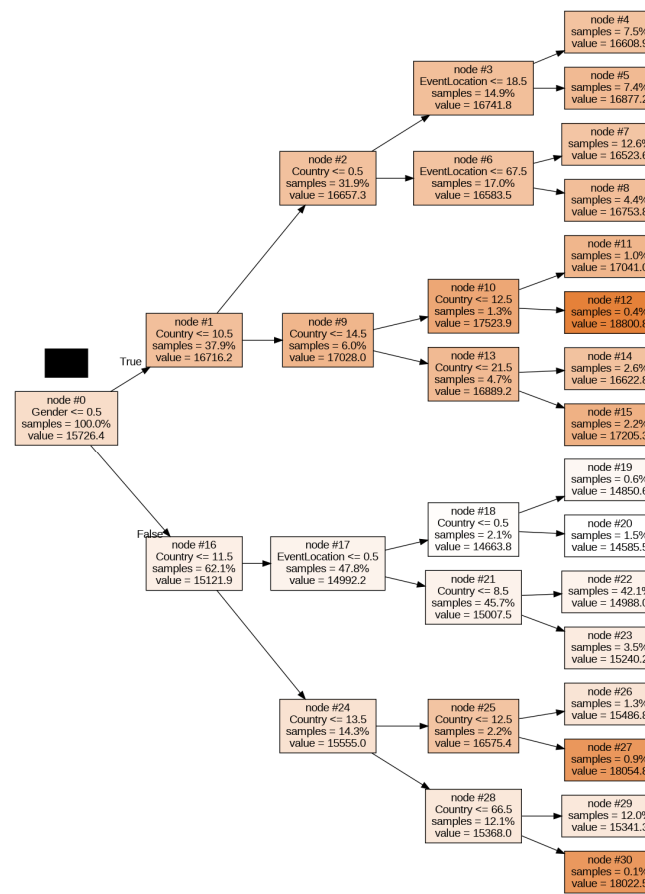 node #4
samples = 7.5%
value = 16608.9
node #3
EventLocation <= 18.5
samples = 14.9%
value = 16741.8
node #5
samples = 7.4%
value = 16877.2
node #2
Country <= 0.5
samples = 31.9%
value = 16657.3
node #7
samples = 12.6%
value = 16523.6
node #6
EventLocation <= 67.5
samples = 17.0%
value = 16583.5
node #8
samples = 4.4%
value = 16753.8
node #11
samples = 1.0%
value = 17041.0
node #10
Country <= 12.5
samples = 1.3%
value = 17523.9
node #12
samples = 0.4%
value = 18800.8
node #1
Country <= 10.5
samples = 37.9%
value = 16716.2
node #9
Country <= 14.5
samples = 6.0%
value = 17028.0
node #13
Country <= 21.5
samples = 4.7%
value = 16889.2
node #14
samples = 2.6%
value = 16622.8
node #15
samples = 2.2%
value = 17205.3
True
node #0
Gender <= 0.5
samples = 100.0%
value = 15726.4
False
node #19
samples = 0.6%
value = 14850.6
node #18
Country <= 0.5
samples = 2.1%
value = 14663.8
node #20
samples = 1.5%
value = 14585.5
node #16
Country <= 11.5
samples = 62.1%
value = 15121.9
node #17
EventLocation <= 0.5
samples = 47.8%
value = 14992.2
node #21
Country <= 8.5
samples = 45.7%
value = 15007.5
node #22
samples = 42.1%
value = 14988.0
node #23
samples = 3.5%
value = 15240.2
node #26
samples = 1.3%
value = 15486.8
node #24
Country <= 13.5
samples = 14.3%
value = 15555.0
node #25
Country <= 12.5
samples = 2.2%
value = 16575.4
node #27
samples = 0.9%
value = 18054.8
node #28
Country <= 66.5
samples = 12.1%
value = 15368.0
node #29
samples = 12.0%
value = 15341.3
node #30
samples = 0.1%
value = 18022.5